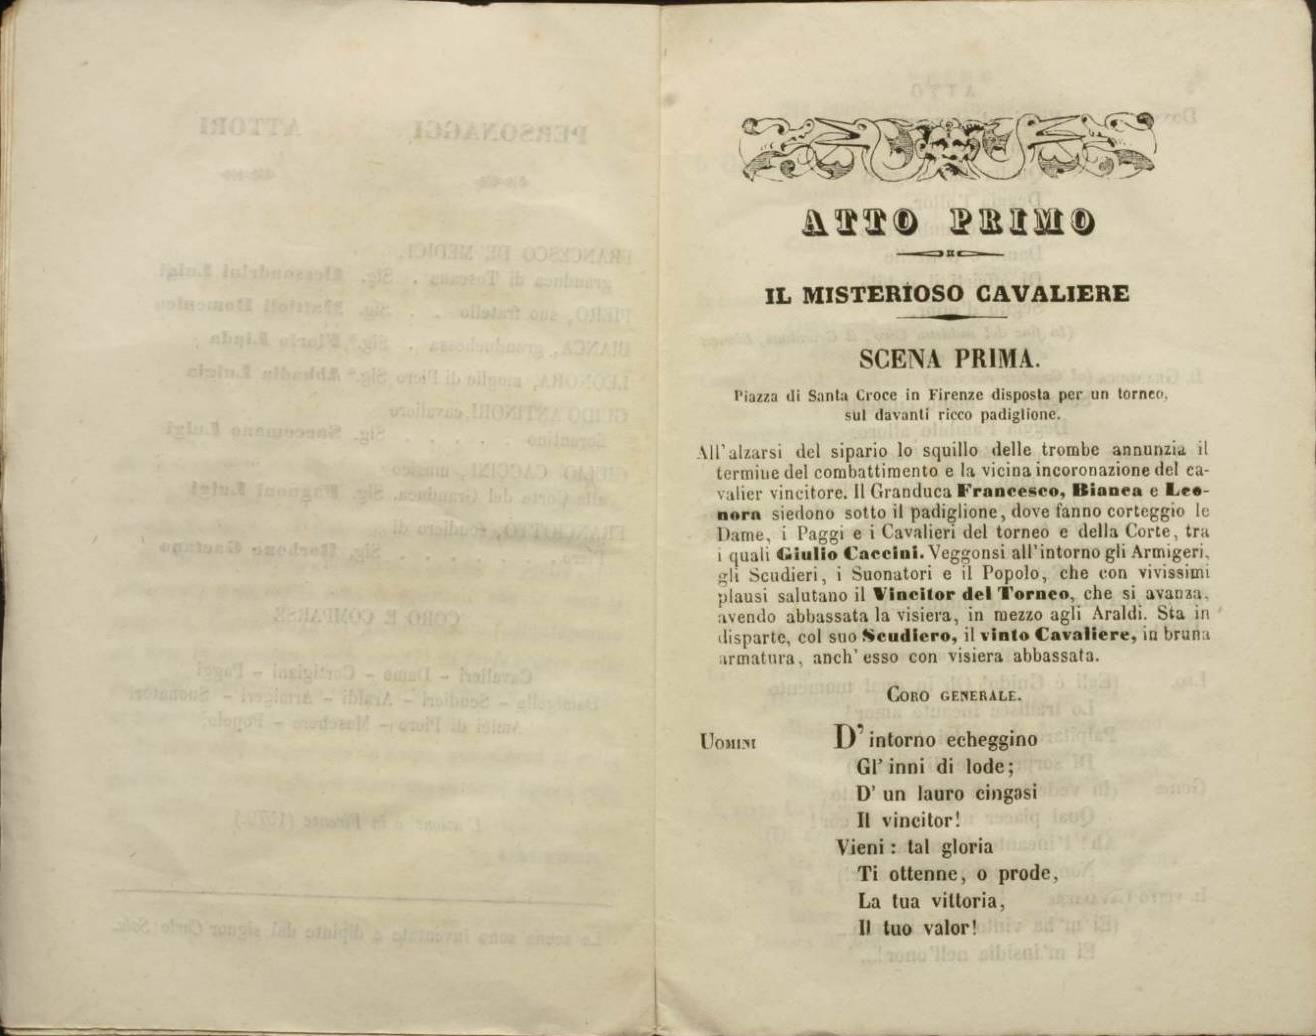 ATTO PRIMO
IL MISTERIOSO CAVALIERE
SCENA PRIMA.
Piazza di Santa Croce in Firenze disposta per un torneo,
sul davanti ricco padiglione.
All'alzarsi del sipario lo squillo delle trombe annunzia il
termine del combattimento e la vicina incoronazione del ca-
valier vincitore. Il Granduca Francesco, Bianca e Leo-
nora siedono sotto il padiglione, dove fanno corteggio le
Dame, i Paggi e i Cavalieri del torneo e della Corte, tra
i quali Giulio Caccini. Veggonsi all'intorno gli Armigeri,
gli Scudieri, i Suonatori e il Popolo, che con vivissimi
plausi salutano il Vincitor del Torneo, che si avanza,
avendo abbassata la visiera, in mezzo agli Araldi. Sta in
disparte, col suo Scudiero, il vinto Cavaliere, in bruna
armatura, anch' esso con visiera abbassata.
CORO GENERALE.
UOMINI D' intorno echeggino
Gl' inni di lode;
D' un lauro cingasi
Il vincitor!
Vieni: tal gloria
Ti ottenne, o prode,
La tua vittoria,
Il tuo valor!